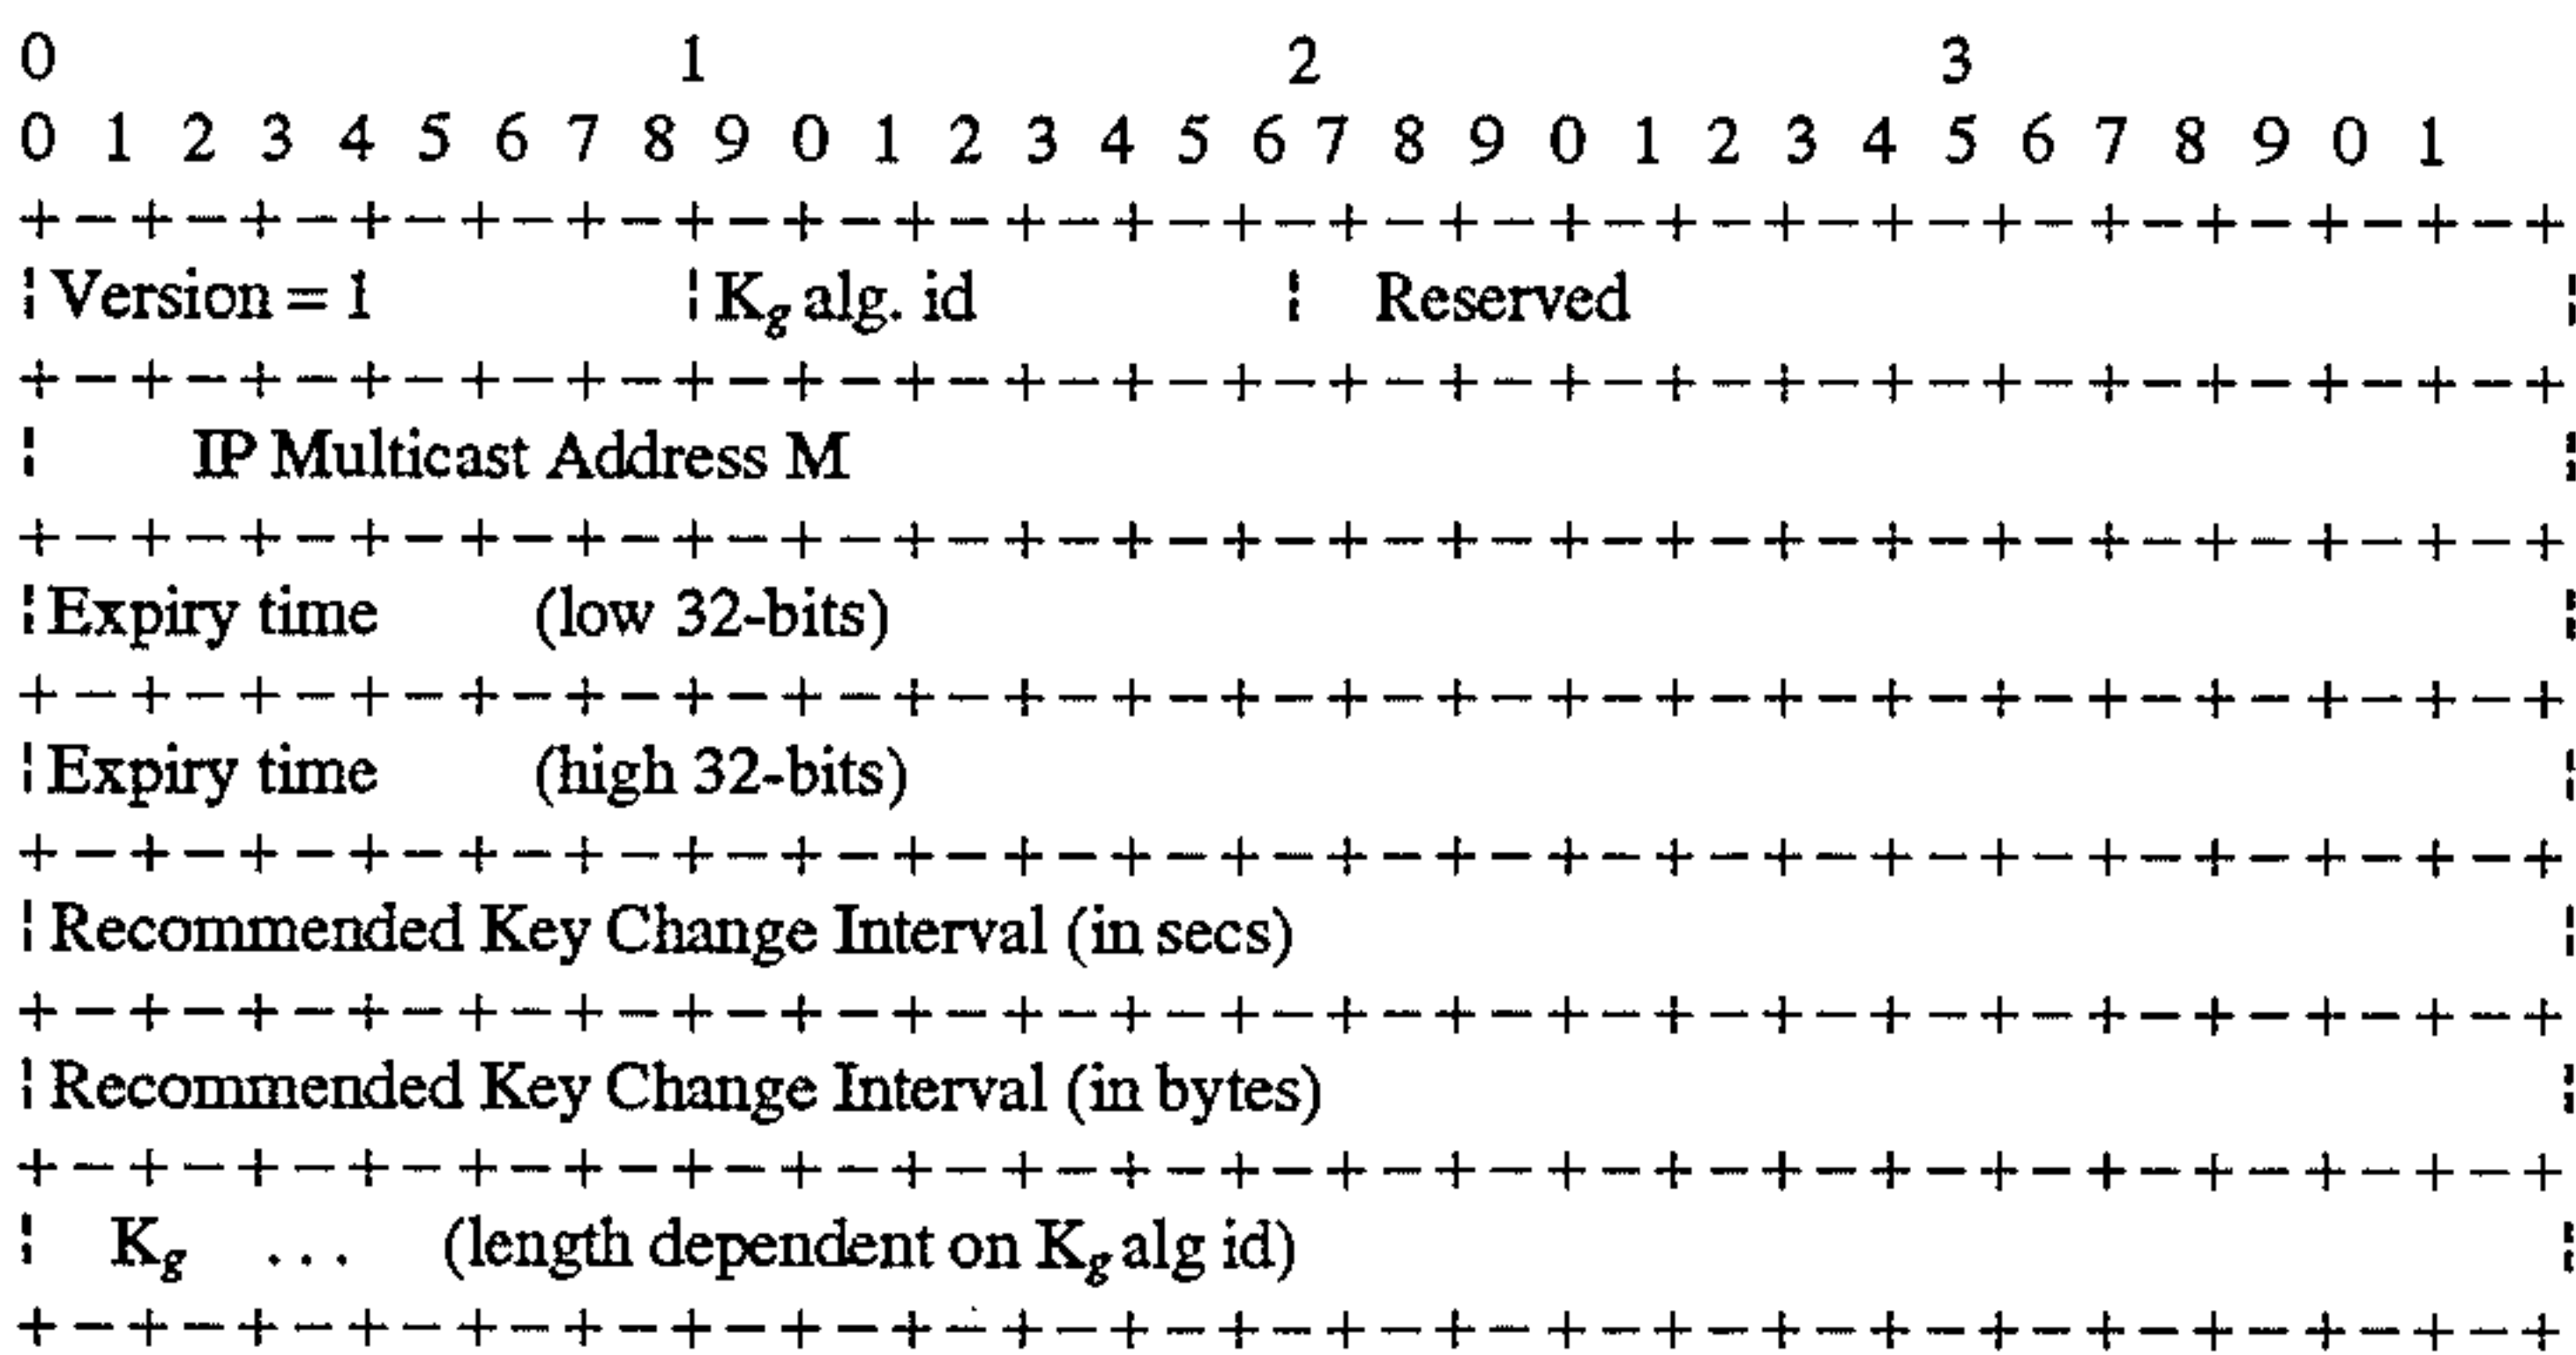 0 1 2 3
0 1 2 3 4 5 6 7 8 9 0 1 2 3 4 5 6 7 8 9 0 1 2 3 4 5 6 7 8 9 0 1
+–+–+–+–+–+–+–+–+–+–+–+–+–+–+–+–+–+–+–+–+–+–+–+
¦ Version = 1 ¦ Kg alg. id ¦ Reserved ¦
+–+–+–+–+–+–+–+–+–+–+–+–+–+–+–+–+–+–+–+–+–+–+–+
¦ IP Multicast Address M ¦
+–+–+–+–+–+–+–+–+–+–+–+–+–+–+–+–+–+–+–+–+–+–+–+
¦ Expiry time (low 32-bits) ¦
+–+–+–+–+–+–+–+–+–+–+–+–+–+–+–+–+–+–+–+–+–+–+–+
¦ Expiry time (high 32-bits) ¦
+–+–+–+–+–+–+–+–+–+–+–+–+–+–+–+–+–+–+–+–+–+–+–+
¦ Recommended Key Change Interval (in secs) ¦
+–+–+–+–+–+–+–+–+–+–+–+–+–+–+–+–+–+–+–+–+–+–+–+
¦ Recommended Key Change Interval (in bytes) ¦
+–+–+–+–+–+–+–+–+–+–+–+–+–+–+–+–+–+–+–+–+–+–+–+
¦ Kg . . . (length dependent on Kg alg id) ¦
+–+–+–+–+–+–+–+–+–+–+–+–+–+–+–+–+–+–+–+–+–+–+–+